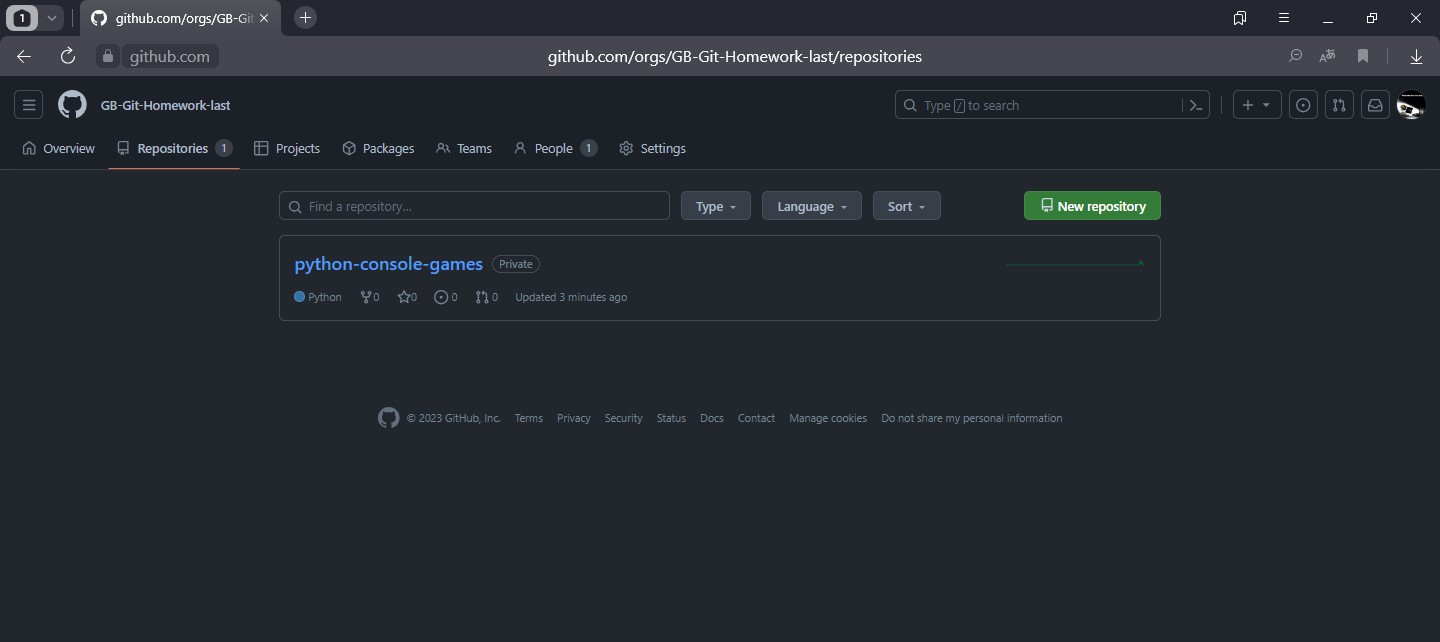 1
github.com/orgs/GB-Git
github.com
github.com/orgs/GB-Git-Homework-last/repositories
GB-Git-Homework-last
Type / to search
Overview
Repositories 1
Projects
Packages
Teams
People 1
Settings
Find a repository...
Type
Language
Sort
New repository
python-console-games Private
Python 0 0 0 0 Updated 3 minutes ago
© 2023 GitHub, Inc. Terms Privacy Security Status Docs Contact Manage cookies Do not share my personal information